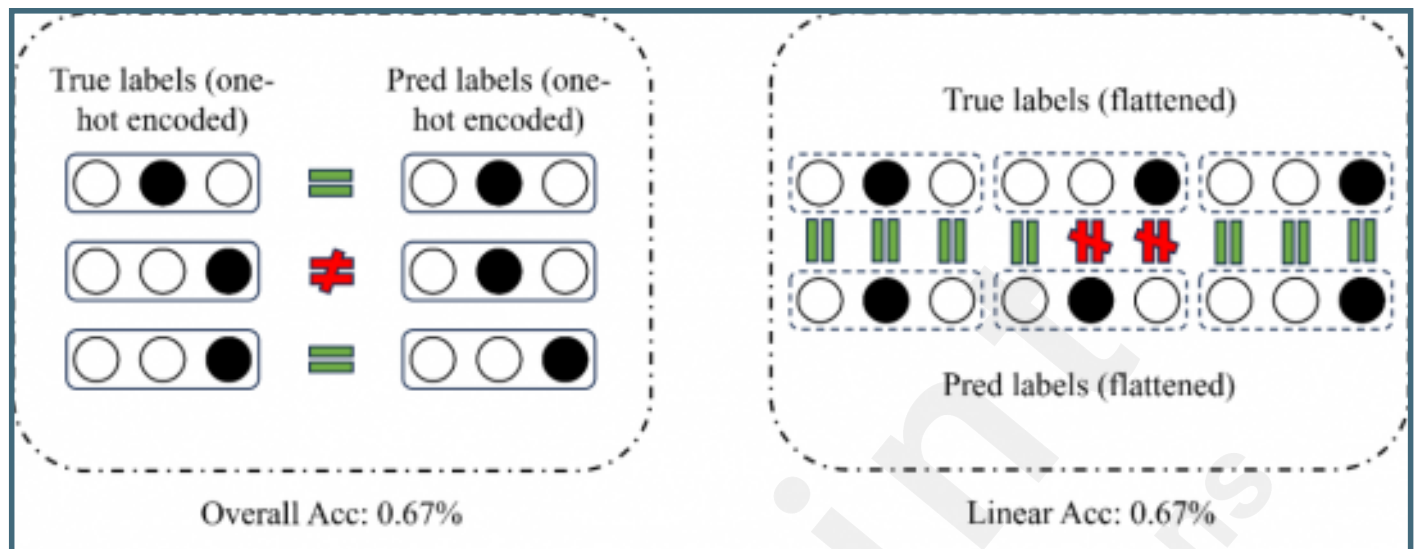 True labels (one-
hot encoded)
Pred labels (one-
hot encoded)
Overall Acc: 0.67%
True labels (flattened)
Pred labels (flattened)
Linear Acc: 0.67%